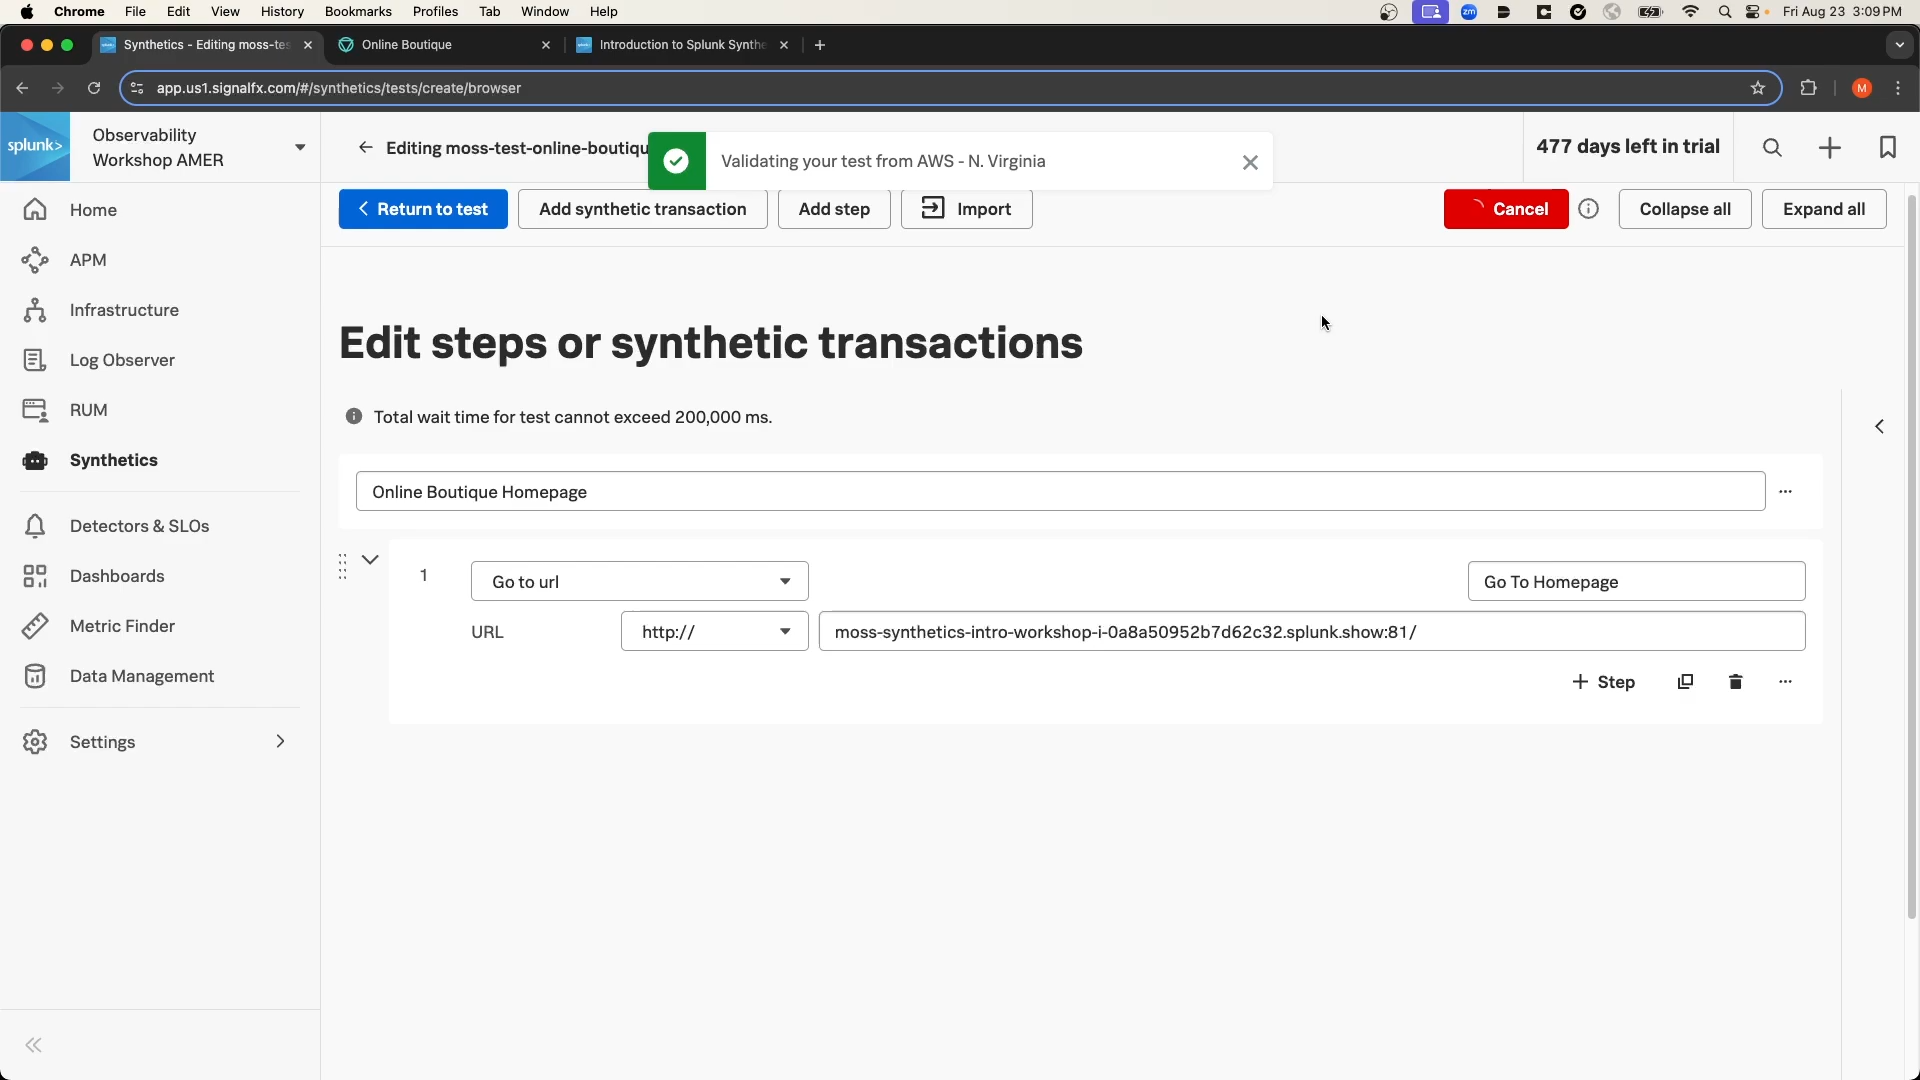 Chrome File Edit View History Bookmarks Profiles Tab Window Help
zm
Fri Aug 23 3:09 PM
Synthetics - Editing moss-tes
Online Boutique
Introduction to Splunk Synthe
app.us1.signalfx.com/#/synthetics/tests/create/browser
M
splunk>
Observability
Workshop AMER
Editing moss-test-online-boutiqu
Validating your test from AWS - N. Virginia
477 days left in trial
Return to test
Add synthetic transaction
Add step
Import
Cancel
Collapse all
Expand all
Home
APM
Infrastructure
Log Observer
RUM
Synthetics
Detectors & SLOs
Dashboards
Metric Finder
Data Management
Settings
Edit steps or synthetic transactions
Total wait time for test cannot exceed 200,000 ms.
Online Boutique Homepage
1
Go to url
Go To Homepage
URL
http://
moss-synthetics-intro-workshop-i-0a8a50952b7d62c32.splunk.show:81/
+ Step